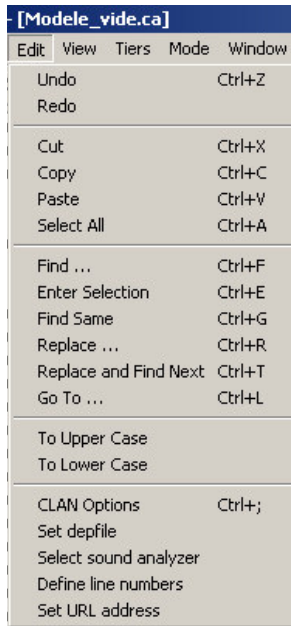 - [Modele_vide.ca]
Edit View Tiers Mode Window
Undo Ctrl+Z
Redo
Cut Ctrl+X
Copy Ctrl+C
Paste Ctrl+V
Select All Ctrl+A
Find ... Ctrl+F
Enter Selection Ctrl+E
Find Same Ctrl+G
Replace ... Ctrl+R
Replace and Find Next Ctrl+T
Go To ... Ctrl+L
To Upper Case
To Lower Case
CLAN Options Ctrl+;
Set depfile
Select sound analyzer
Define line numbers
Set URL address